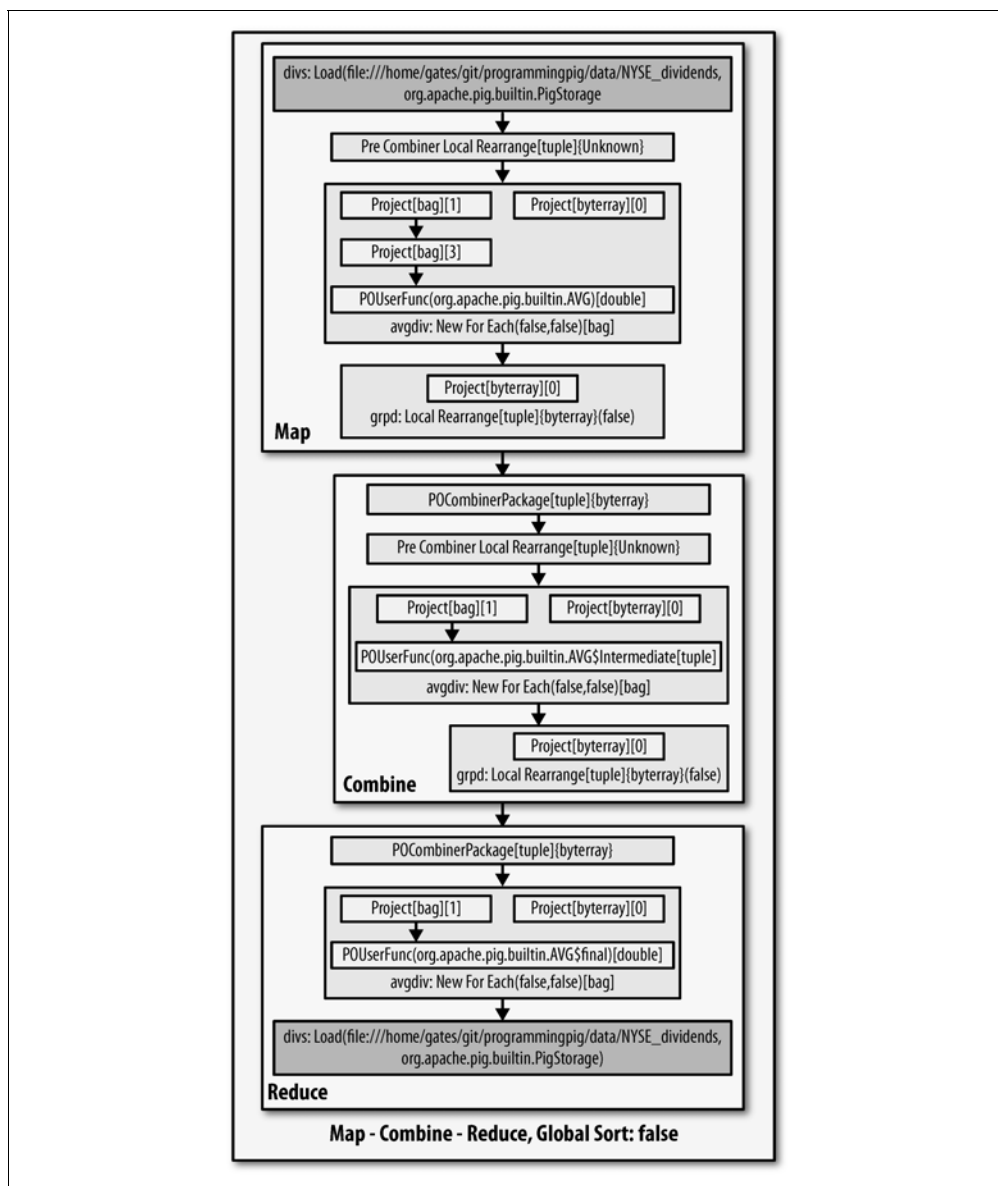 divs: Load(file:///home/gates/git/programmingpig/data/NYSE_dividends,
org.apache.pig.builtin.PigStorage
Pre Combiner Local Rearrange[tuple]{Unknown}
Project[bag][1]
Project[byterray][0]
Project[bag][3]
POUserFunc(org.apache.pig.builtin.AVG)[double]
avgdiv: New For Each(false,false)[bag]
Project[byterray][0]
grpd: Local Rearrange[tuple]{byterray}(false)
Map
POCombinerPackage[tuple]{byterray}
Pre Combiner Local Rearrange[tuple]{Unknown}
Project[bag][1]
Project[byterray][0]
POUserFunc(org.apache.pig.builtin.AVG$Intermediate[tuple]
avgdiv: New For Each(false,false)[bag]
Project[byterray][0]
grpd: Local Rearrange[tuple]{byterray}(false)
Combine
POCombinerPackage[tuple]{byterray}
Project[bag][1]
Project[byterray][0]
POUserFunc(org.apache.pig.builtin.AVG$final)[double]
avgdiv: New For Each(false,false)[bag]
divs: Load(file:///home/gates/git/programmingpig/data/NYSE_dividends,
org.apache.pig.builtin.PigStorage)
Reduce
Map - Combine - Reduce, Global Sort: false